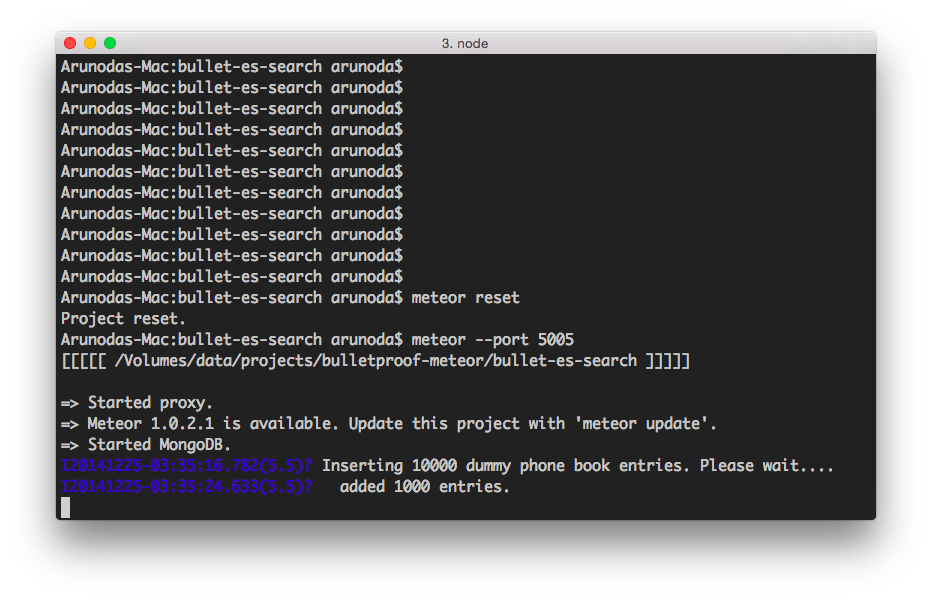 3. node
Arunodas-Mac:bullet-es-search arunoda$
Arunodas-Mac:bullet-es-search arunoda$
Arunodas-Mac:bullet-es-search arunoda$
Arunodas-Mac:bullet-es-search arunoda$
Arunodas-Mac:bullet-es-search arunoda$
Arunodas-Mac:bullet-es-search arunoda$
Arunodas-Mac:bullet-es-search arunoda$
Arunodas-Mac:bullet-es-search arunoda$
Arunodas-Mac:bullet-es-search arunoda$
Arunodas-Mac:bullet-es-search arunoda$
Arunodas-Mac:bullet-es-search arunoda$
Arunodas-Mac:bullet-es-search arunoda$ meteor reset
Project reset.
Arunodas-Mac:bullet-es-search arunoda$ meteor --port 5005
[[[[[ /Volumes/data/projects/bulletproof-meteor/bullet-es-search ]]]]]
=> Started proxy.
=> Meteor 1.0.2.1 is available. Update this project with 'meteor update'.
=> Started MongoDB.
I20141225-03:35:16.782(5.5)? Inserting 10000 dummy phone book entries. Please wait....
I20141225-03:35:24.633(5.5)?   added 1000 entries.